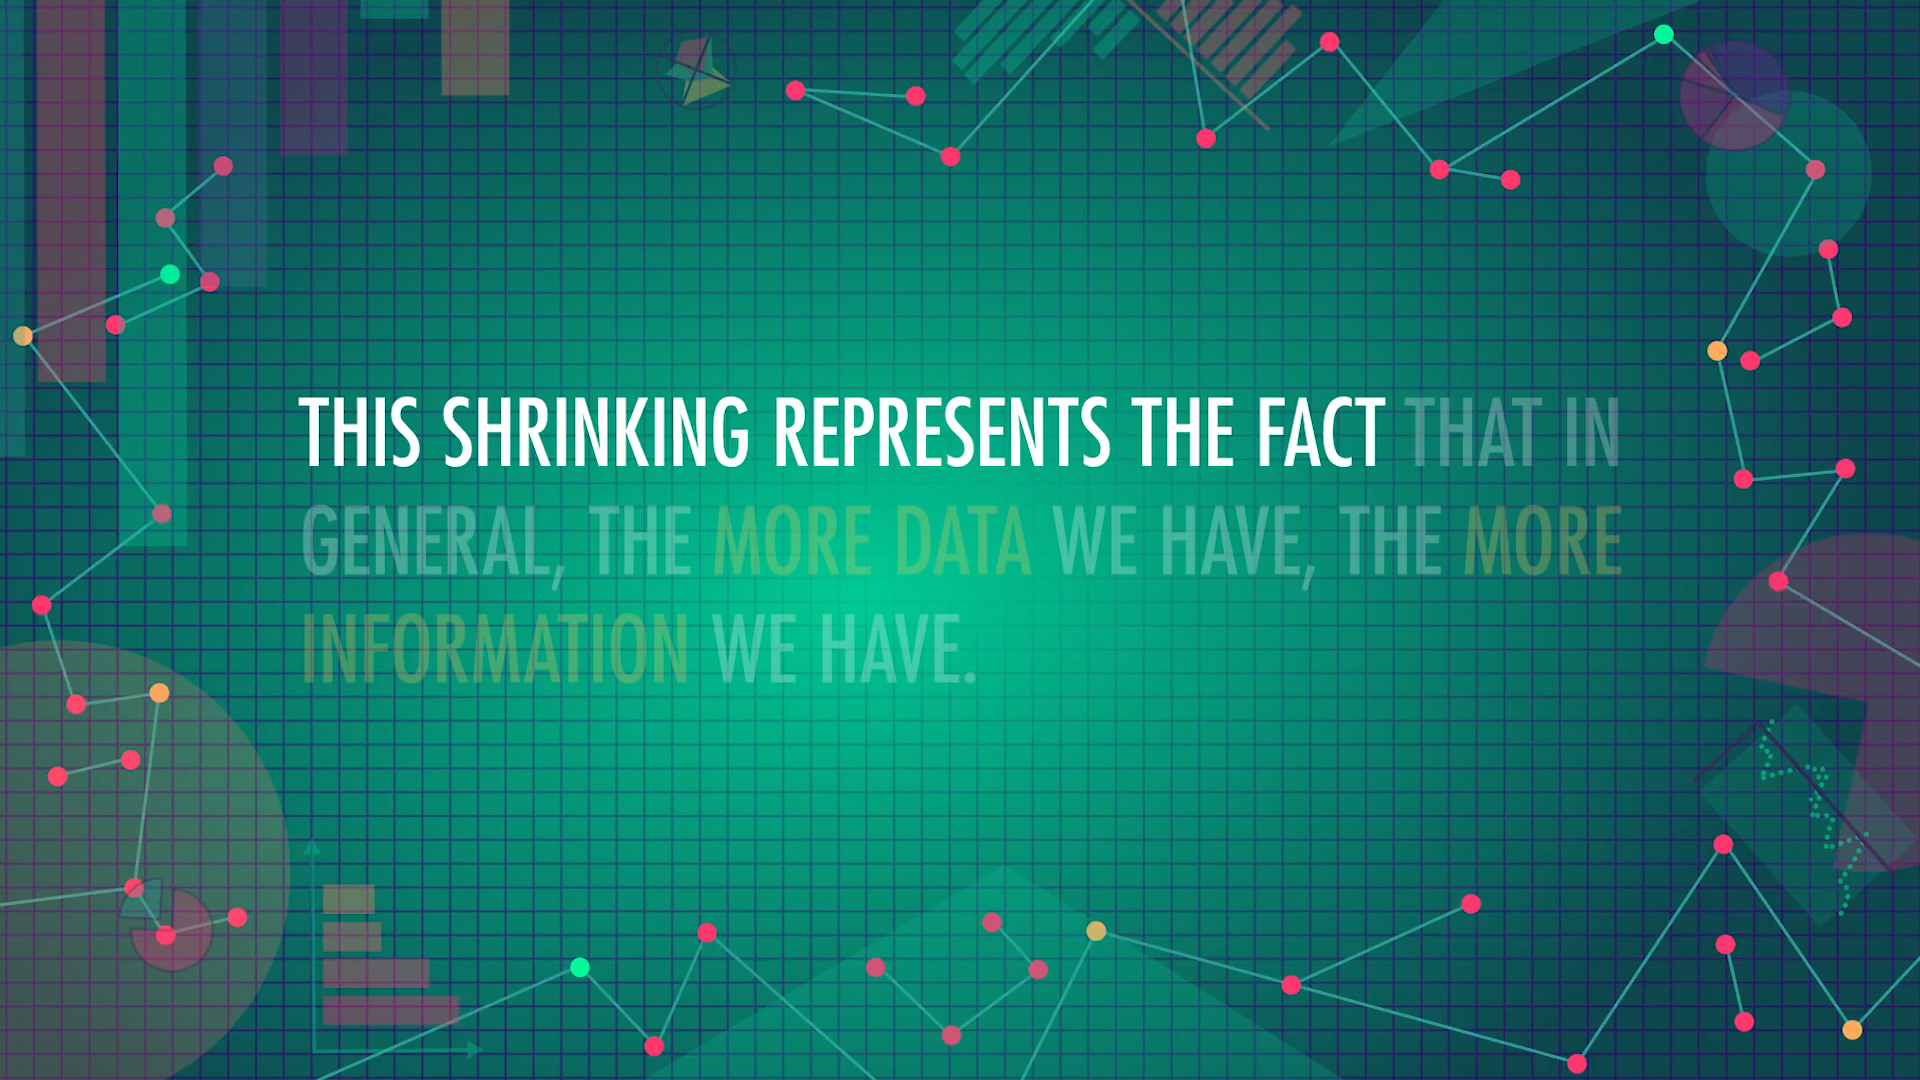 THIS SHRINKING REPRESENTS THE FACT THAT IN
GENERAL, THE MORE DATA WE HAVE, THE MORE
INFORMATION WE HAVE.